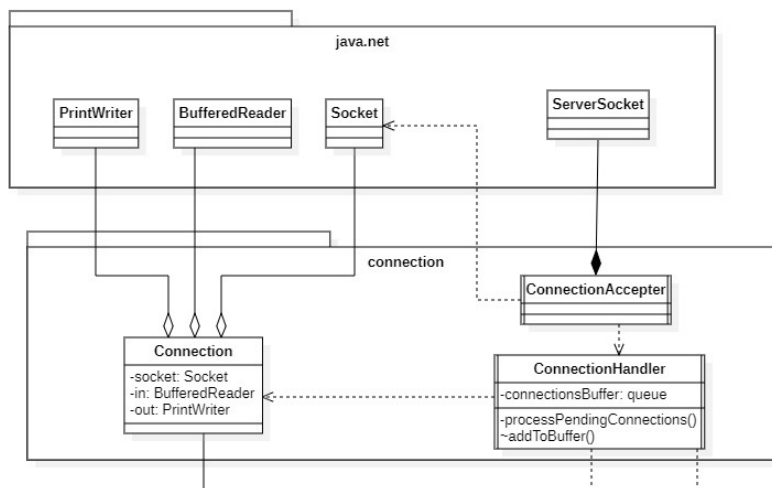 java.net
PrintWriter
BufferedReader
Socket
ServerSocket
connection
ConnectionAccepter
Connection
-socket: Socket
-in: BufferedReader
-out: PrintWriter
ConnectionHandler
-connectionsBuffer: queue
-processPendingConnections()
~addToBuffer()